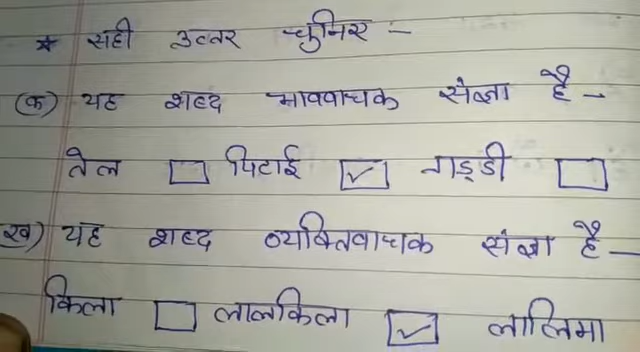 * सही उत्तर चुनिए -
(क) यह शब्द भाववाचक संज्ञा है -
तेल ☐ पिटाई ☑ गड्डी ☐
(ख) यह शब्द व्यक्तिवाचक संज्ञा है -
किला ☐ लालकिला ☑ लालिमा